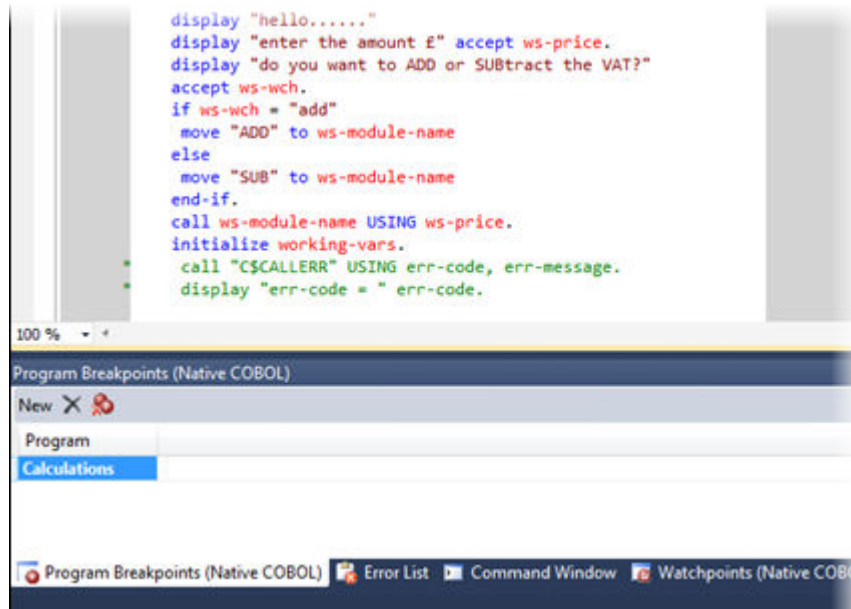 display "hello......"
display "enter the amount £" accept ws-price.
display "do you want to ADD or SUBtract the VAT?"
accept ws-wch.
if ws-wch = "add"
move "ADD" to ws-module-name
else
move "SUB" to ws-module-name
end-if.
call ws-module-name USING ws-price.
initialize working-vars.
* call "C$CALLERR" USING err-code, err-message.
* display "err-code = " err-code.
100 %
Program Breakpoints (Native COBOL)
New
Program
Calculations
Program Breakpoints (Native COBOL) Error List Command Window Watchpoints (Native COB